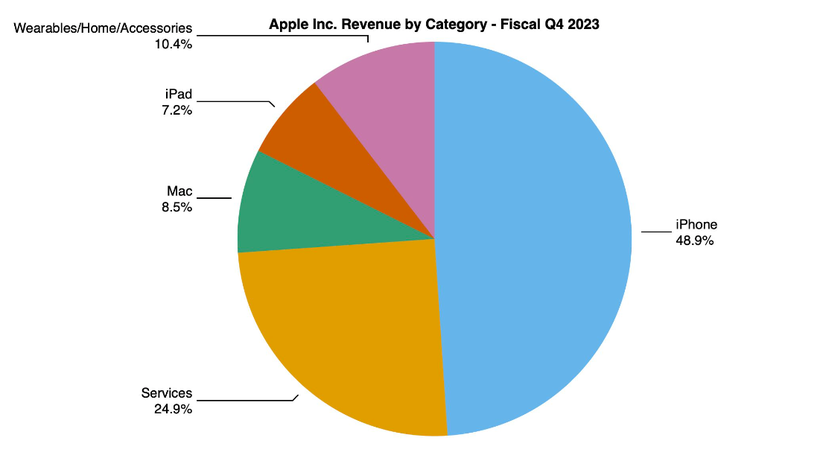 Apple Inc. Revenue by Category - Fiscal Q4 2023
Wearables/Home/Accessories
10.4%
iPad
7.2%
Mac
8.5%
iPhone
48.9%
Services
24.9%